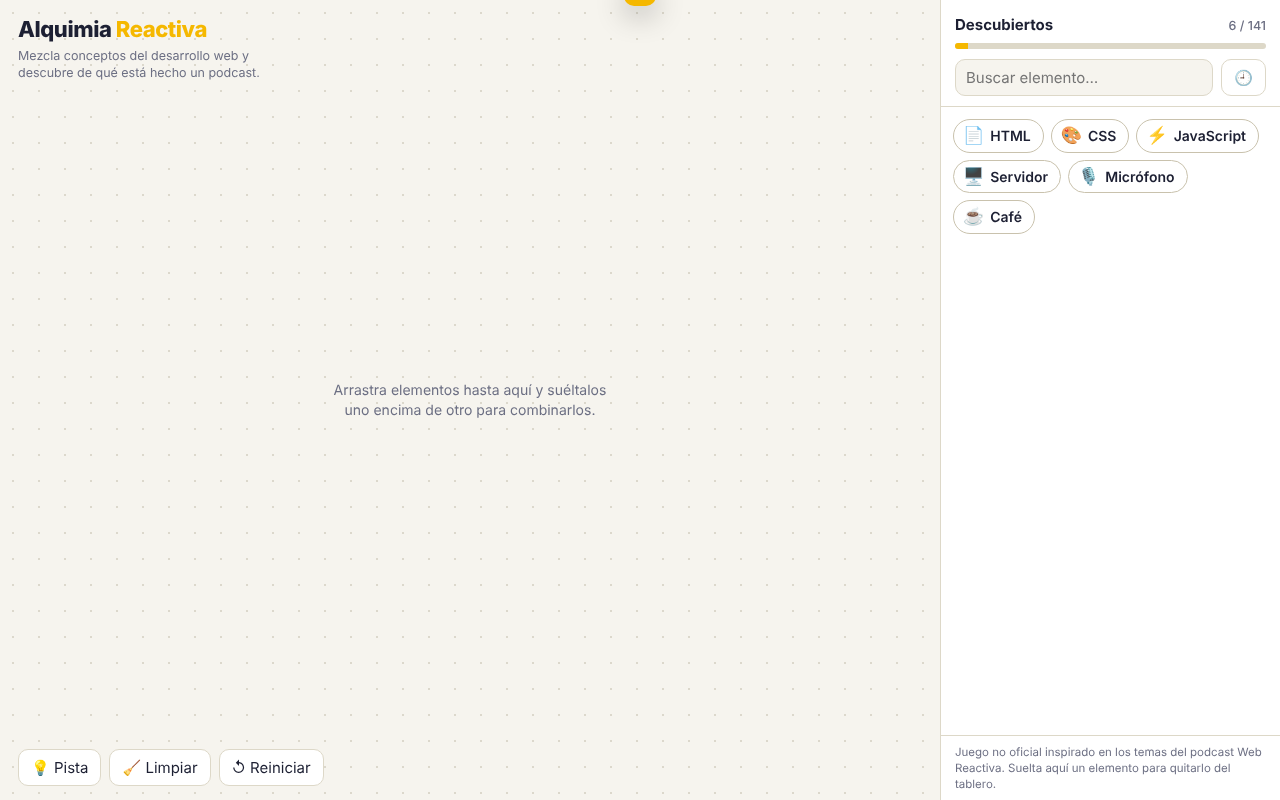 Alquimia Reactiva
Mezcla conceptos del desarrollo web y
descubre de qué está hecho un podcast.
Arrastra elementos hasta aquí y suéltalos
uno encima de otro para combinarlos.
Pista
Limpiar
Reiniciar
Descubiertos
6 / 141
Buscar elemento...
HTML
CSS
JavaScript
Servidor
Micrófono
Café
Juego no oficial inspirado en los temas del podcast Web
Reactiva. Suelta aquí un elemento para quitarlo del
tablero.